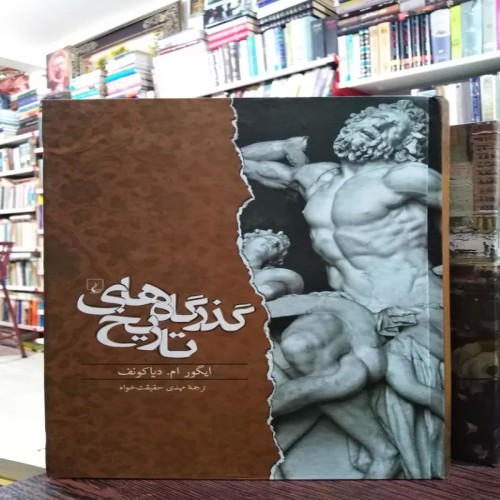 گذرگاه‌های
تاریخ
ایگور ام. دیاکونف
ترجمهٔ مهدی حقیقت‌خواه